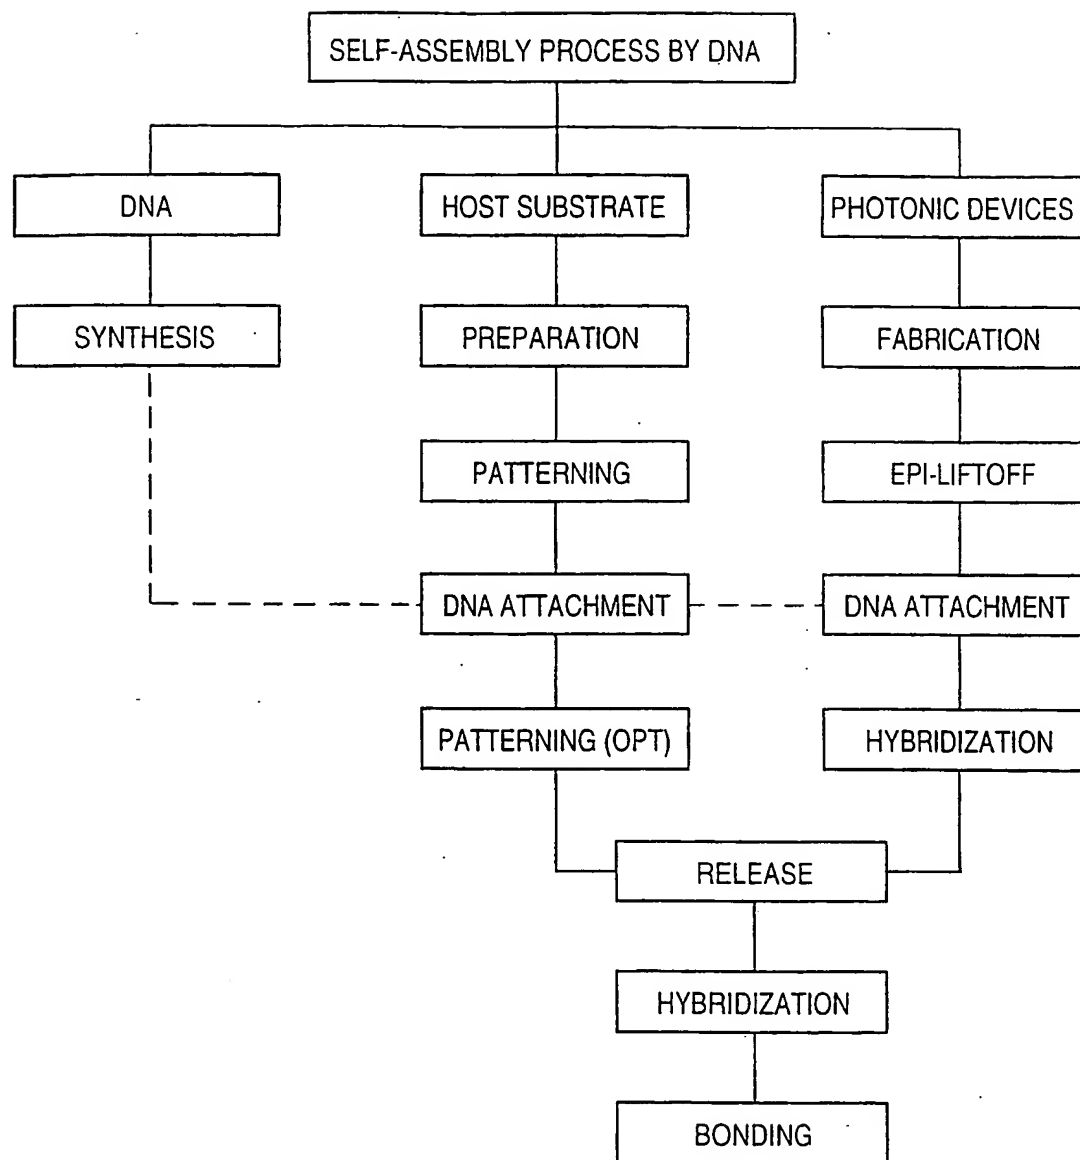 SELF-ASSEMBLY PROCESS BY DNA
DNA
HOST SUBSTRATE
PHOTONIC DEVICES
SYNTHESIS
PREPARATION
FABRICATION
PATTERNING
EPI-LIFTOFF
DNA ATTACHMENT
DNA ATTACHMENT
PATTERNING (OPT)
HYBRIDIZATION
RELEASE
HYBRIDIZATION
BONDING